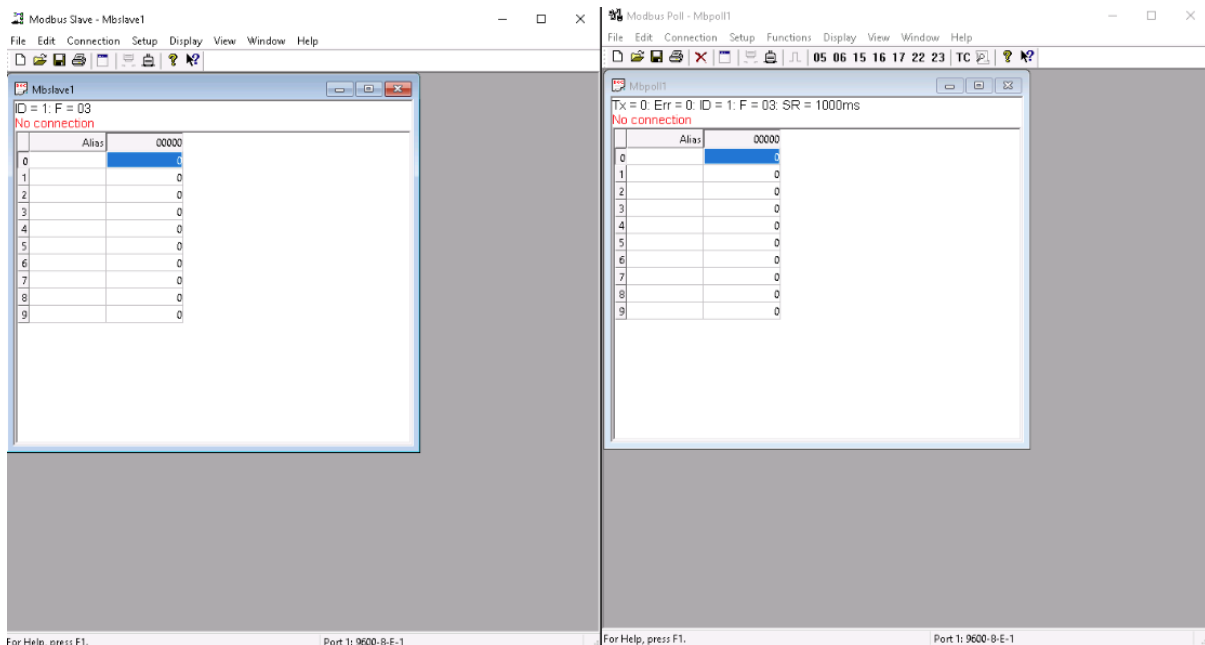 Modbus Slave - Mbslave1
File Edit Connection Setup Display View Window Help
Mbslave1
ID = 1: F = 03
No connection
Alias 00000
0 0
1 0
2 0
3 0
4 0
5 0
6 0
7 0
8 0
9 0
For Help, press F1. Port 1: 9600-8-E-1
Modbus Poll - Mbpoll1
File Edit Connection Setup Functions Display View Window Help
05 06 15 16 17 22 23 TC
Mbpoll1
Tx = 0: Err = 0: ID = 1: F = 03: SR = 1000ms
No connection
Alias 00000
0 0
1 0
2 0
3 0
4 0
5 0
6 0
7 0
8 0
9 0
For Help, press F1. Port 1: 9600-8-E-1